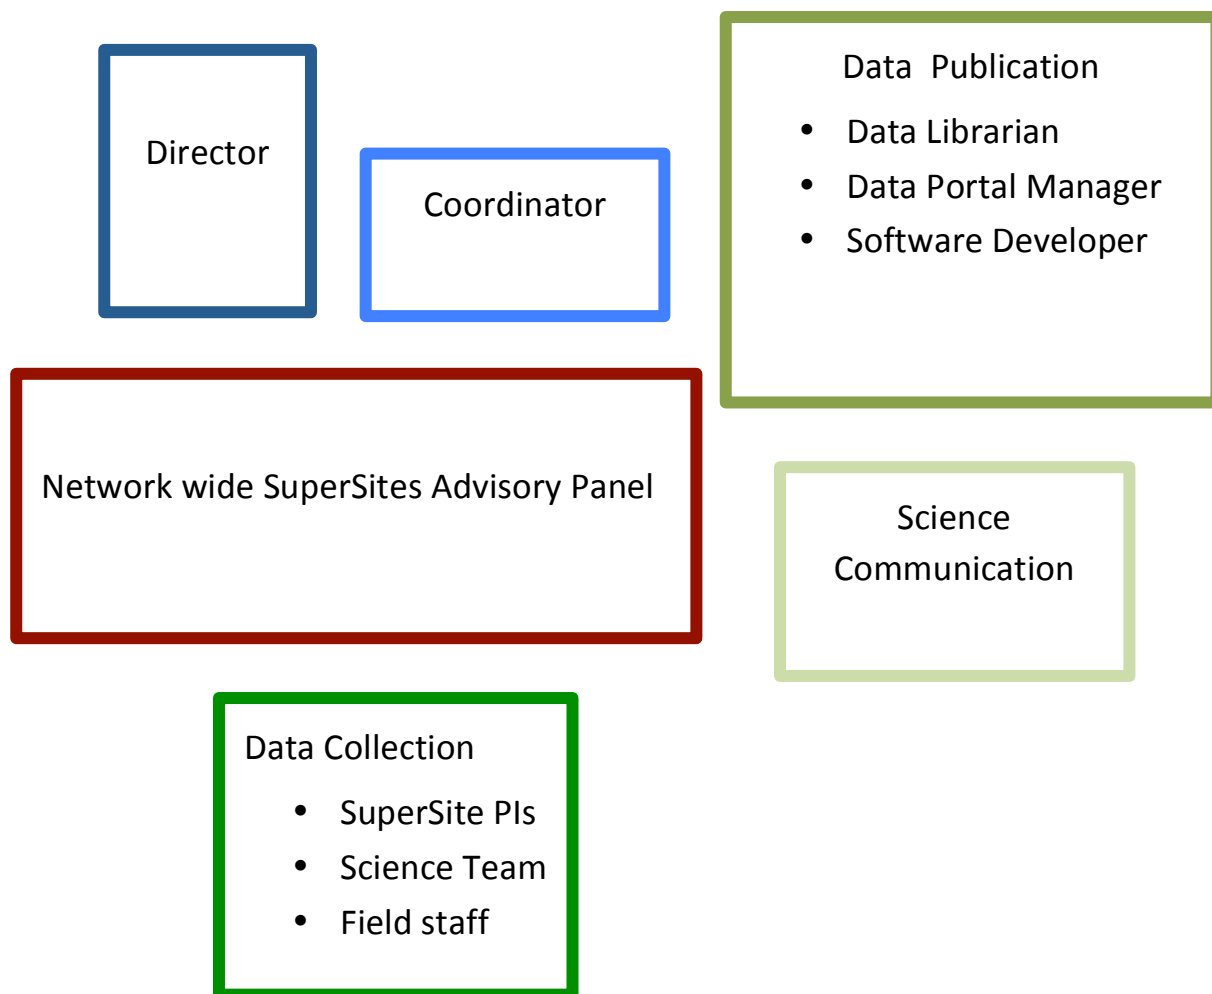 Director
Coordinator
Data Publication
• Data Librarian
• Data Portal Manager
• Software Developer
Network wide SuperSites Advisory Panel
Science
Communication
Data Collection
• SuperSite PIs
• Science Team
• Field staff